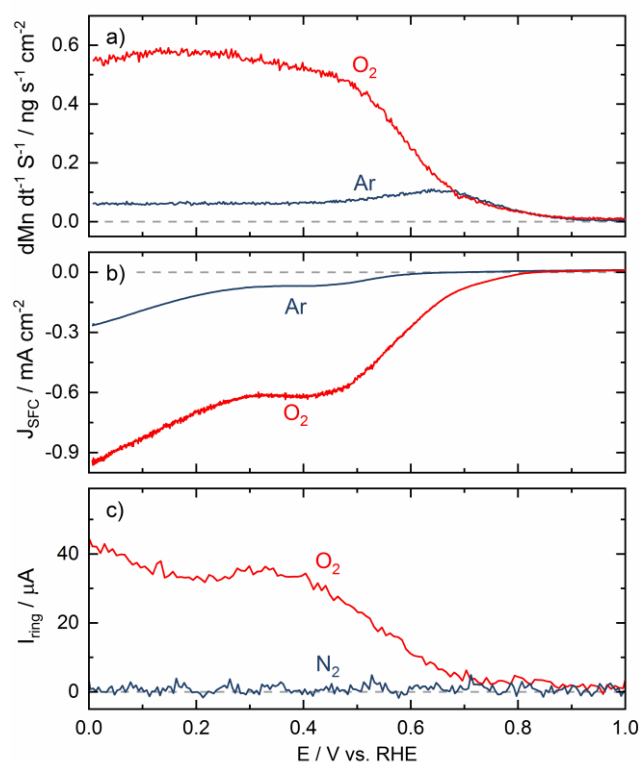 a)
dMn dt⁻¹ S⁻¹ / ng s⁻¹ cm⁻²
0.6
0.4
0.2
0.0
O₂
Ar
b)
J_SFC / mA cm⁻²
0.0
-0.3
-0.6
-0.9
Ar
O₂
c)
I_ring / μA
40
20
0
O₂
N₂
0.0 0.2 0.4 0.6 0.8 1.0
E / V vs. RHE